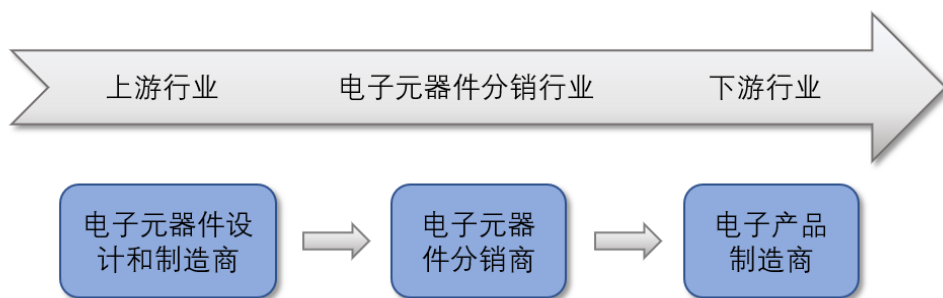 上游行业 电子元器件分销行业 下游行业
电子元器件设
计和制造商
电子元器
件分销商
电子产品
制造商